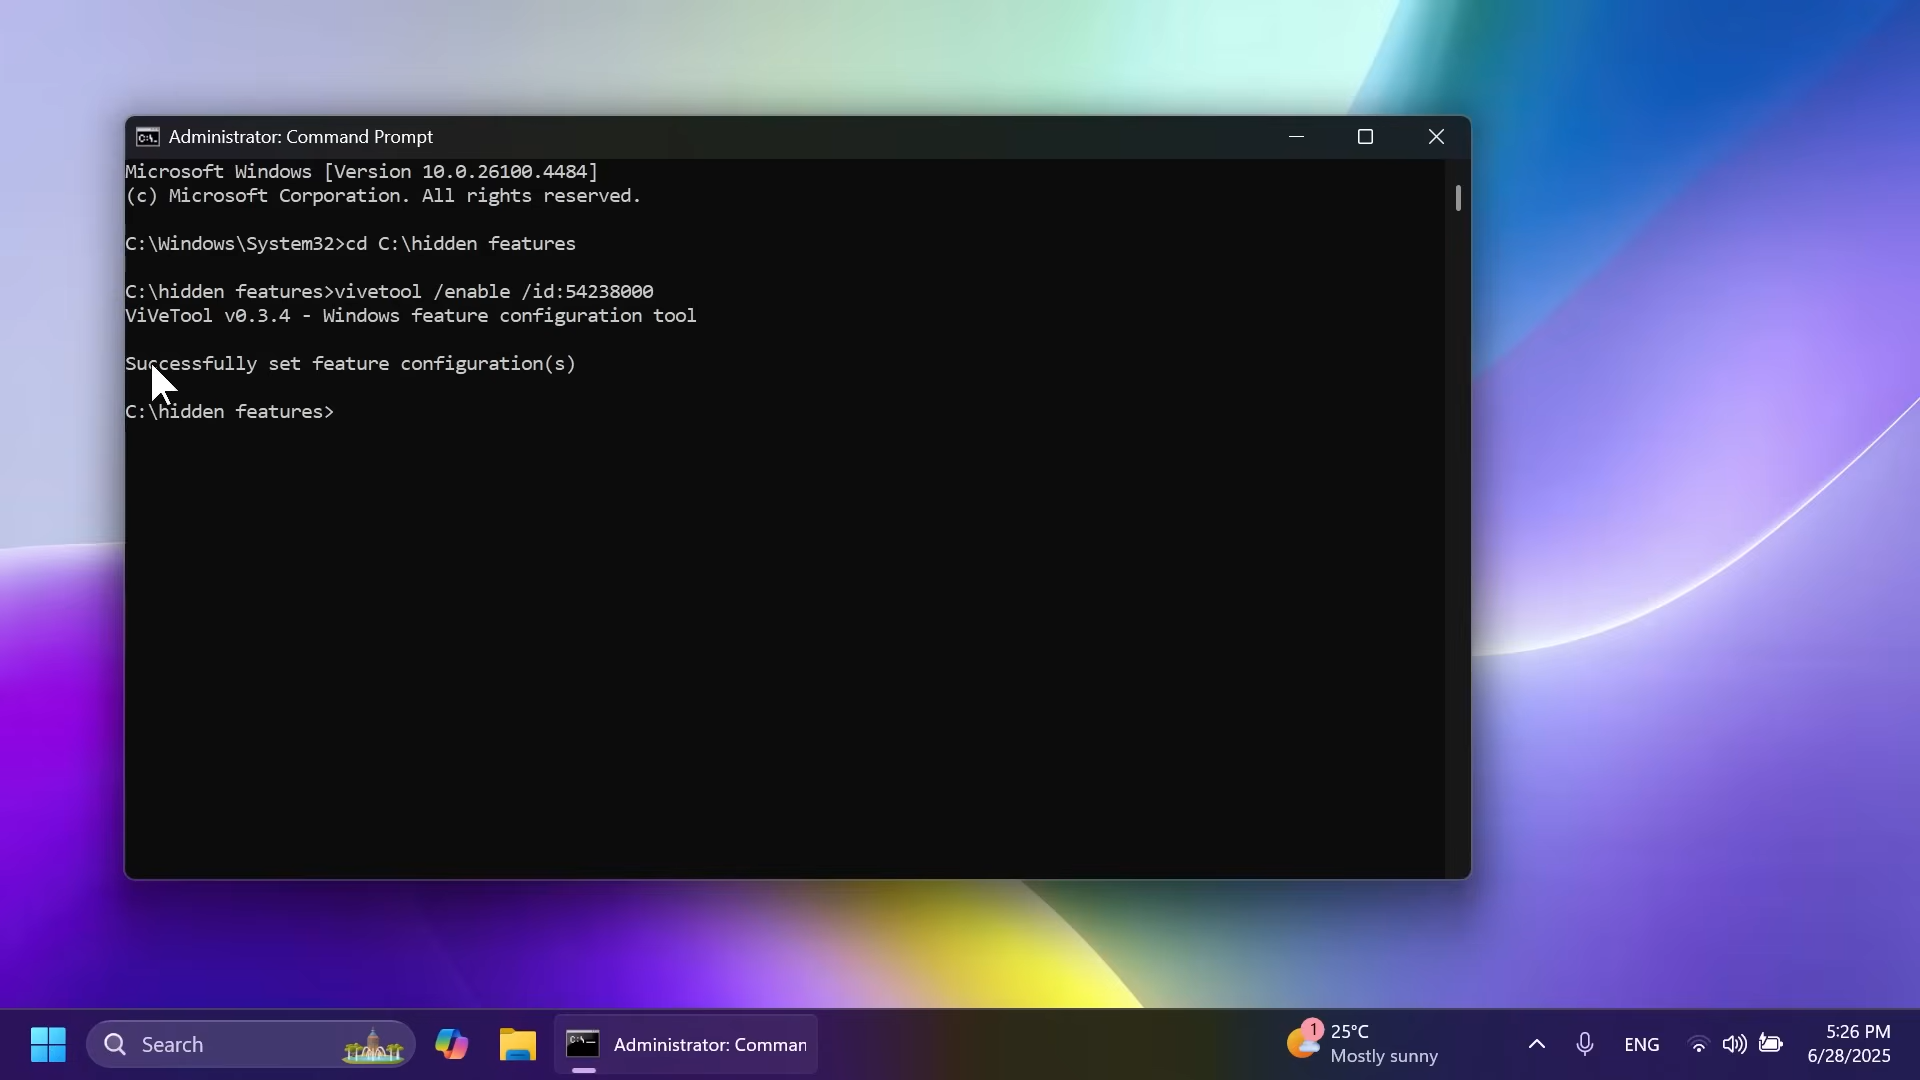 Administrator: Command Prompt
Microsoft Windows [Version 10.0.26100.4484]
(c) Microsoft Corporation. All rights reserved.
C:\Windows\System32>cd C:\hidden features
C:\hidden features>vivetool /enable /id:54238000
ViVeTool v0.3.4 - Windows feature configuration tool
Successfully set feature configuration(s)
C:\hidden features>
Search
Administrator: Comman
1
25°C
Mostly sunny
ENG
5:26 PM
6/28/2025